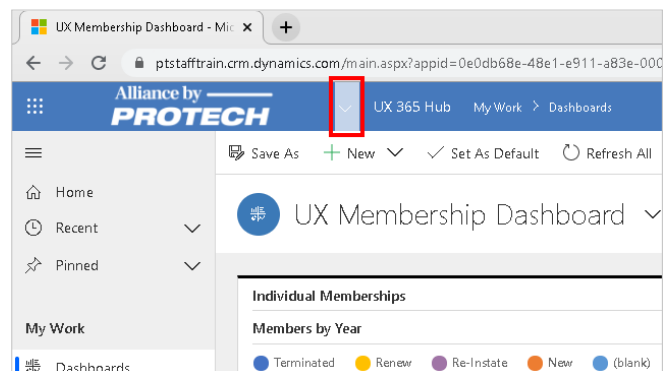 UX Membership Dashboard - Mic
ptstafftrain.crm.dynamics.com/main.aspx?appid=0e0db68e-48e1-e911-a83e-000
Alliance by
PROTECH
UX 365 Hub My Work > Dashboards
Save As New Set As Default Refresh All
Home
Recent
Pinned
UX Membership Dashboard
Individual Memberships
Members by Year
My Work
Terminated Renew Re-Instate New (blank)
Dashboards